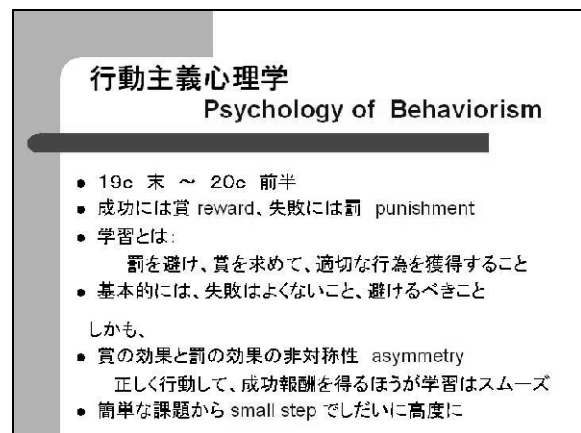 行動主義心理学
Psychology of Behaviorism
● 19c 末 ～ 20c 前半
● 成功には賞 reward、失敗には罰 punishment
● 学習とは:
罰を避け、賞を求めて、適切な行為を獲得すること
● 基本的には、失敗はよくないこと、避けるべきこと
しかも、
● 賞の効果と罰の効果の非対称性 asymmetry
正しく行動して、成功報酬を得るほうが学習はスムーズ
● 簡単な課題から small step でしだいに高度に